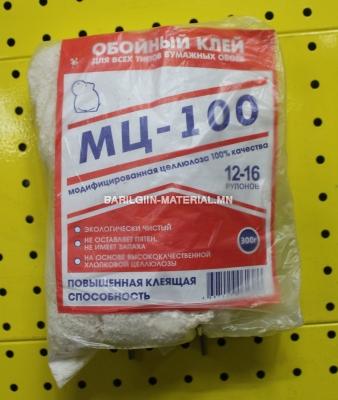 ОБОЙНЫЙ КЛЕЙ
ДЛЯ ВСЕХ ТИПОВ БУМАЖНЫХ ОБОЕВ
МЦ-100
модифицированная целлюлоза 100% качества
BARILGIIN-MATERIAL.MN
12-16
РУЛОНОВ
• ЭКОЛОГИЧЕСКИ ЧИСТЫЙ
• НЕ ОСТАВЛЯЕТ ПЯТЕН,
НЕ ИМЕЕТ ЗАПАХА
• НА ОСНОВЕ ВЫСОКОКАЧЕСТВЕННОЙ
ХЛОПКОВОЙ ЦЕЛЛЮЛОЗЫ
300г
ПОВЫШЕННАЯ КЛЕЯЩАЯ
СПОСОБНОСТЬ